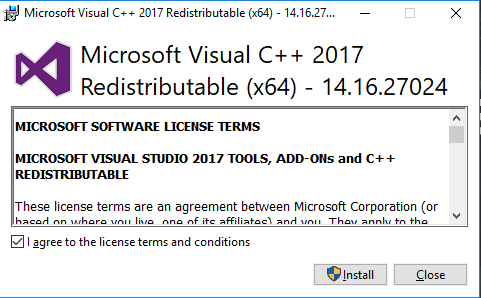 Microsoft Visual C++ 2017 Redistributable (x64) - 14.16.27...
Microsoft Visual C++ 2017
Redistributable (x64) - 14.16.27024
MICROSOFT SOFTWARE LICENSE TERMS
MICROSOFT VISUAL STUDIO 2017 TOOLS, ADD-ONs and C++
REDISTRIBUTABLE
These license terms are an agreement between Microsoft Corporation (or
based on where you live, one of its affiliates) and you. They apply to the
I agree to the license terms and conditions
Install
Close